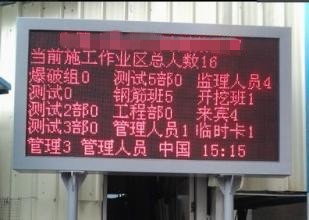 当前施工作业区总人数16
爆破组0 测试5部0 监理人员4
测试0 钢筋班5 开挖班1
测试2部0 工程部0 来宾4
测试3部0 管理人员1 临时卡1
管理3 管理人员 中国 15:15